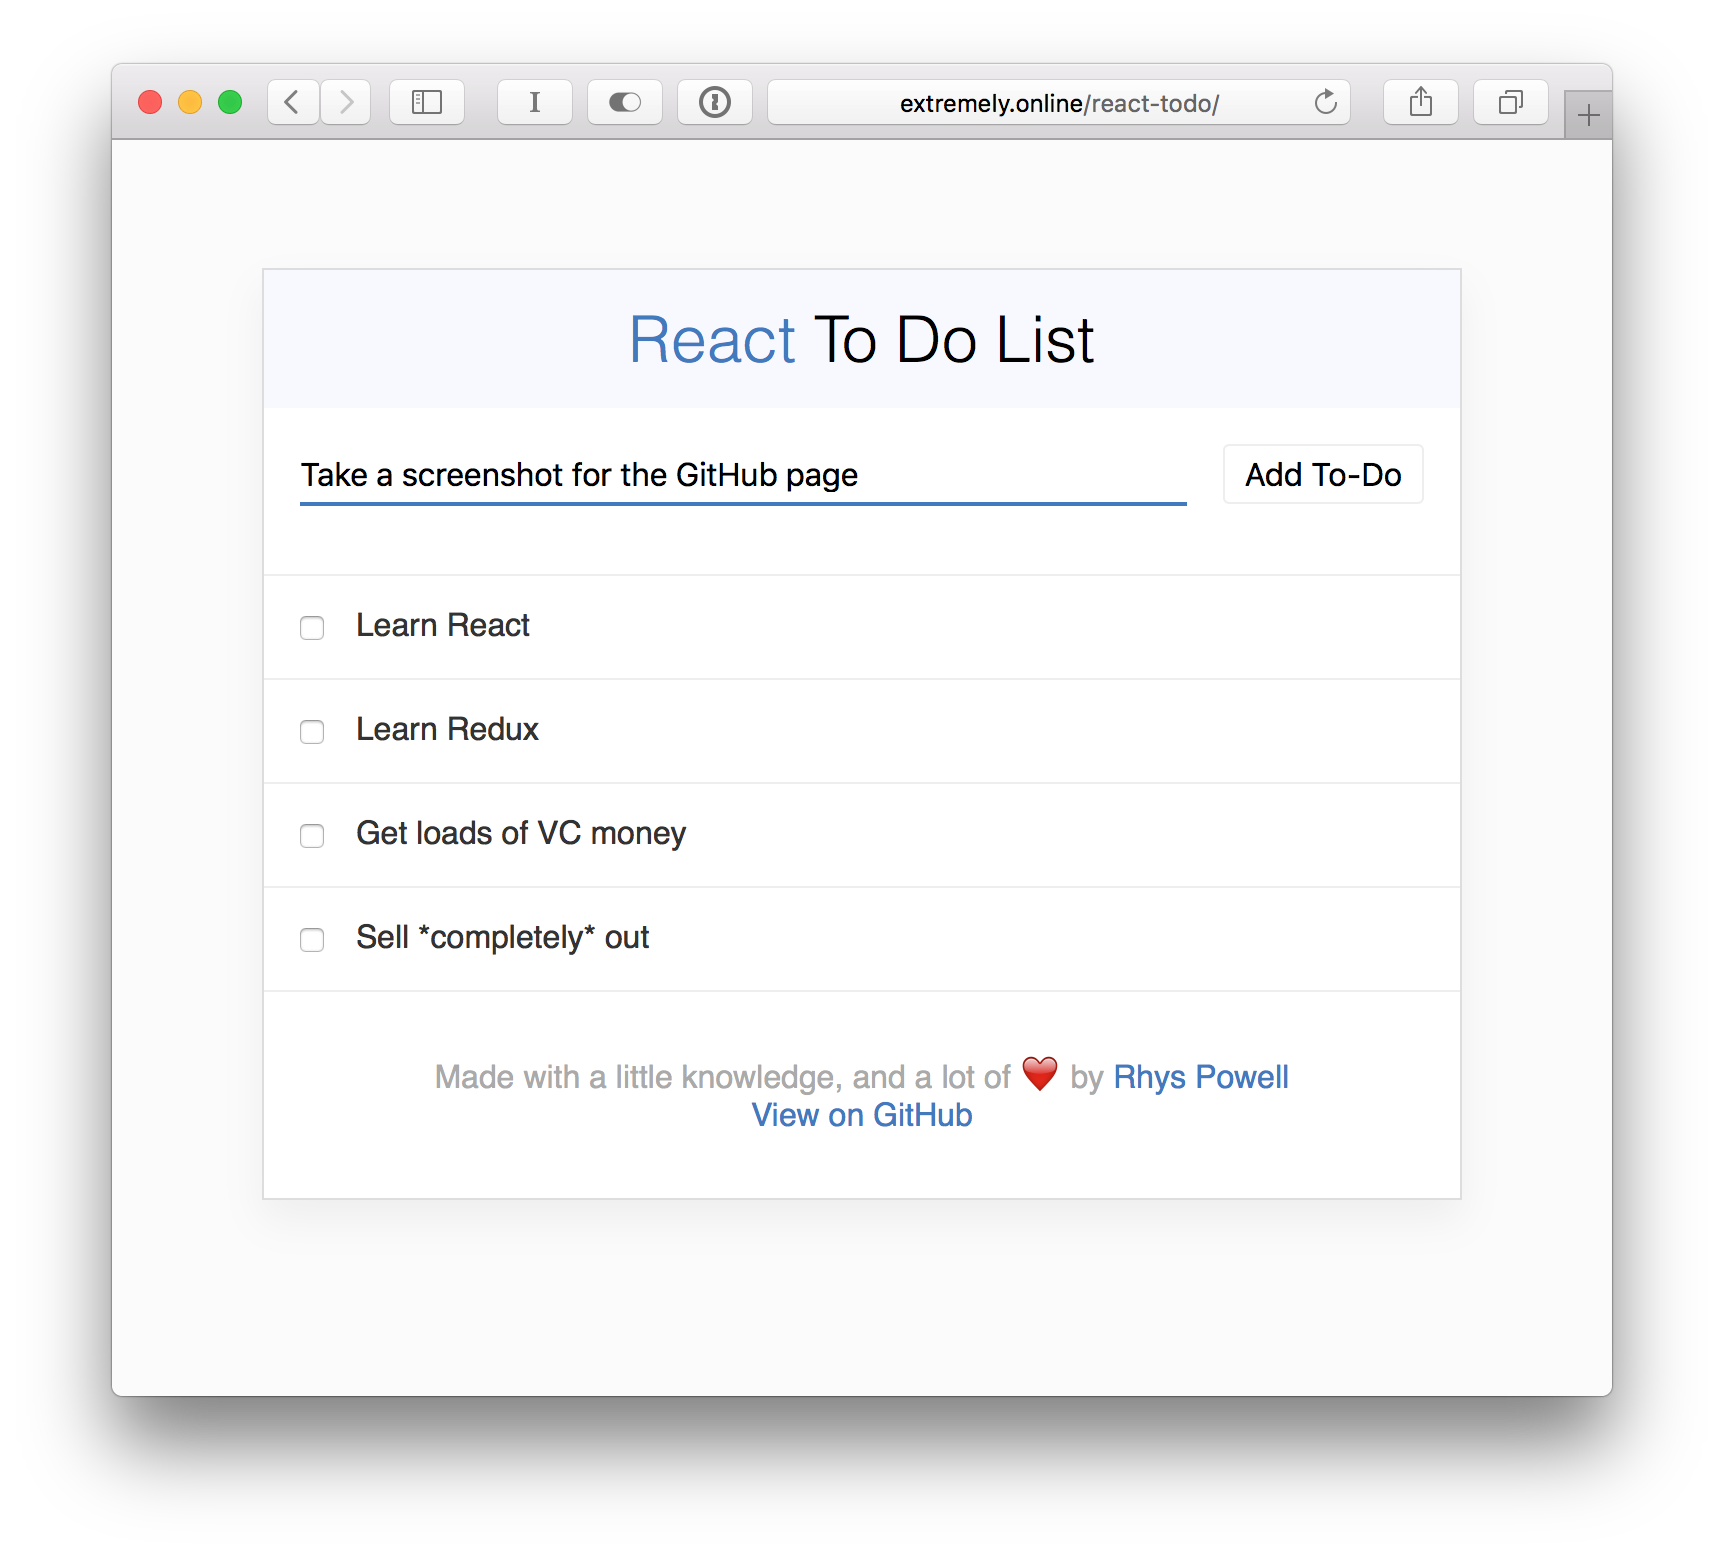 extremely.online/react-todo/
React To Do List
Take a screenshot for the GitHub page
Add To-Do
Learn React
Learn Redux
Get loads of VC money
Sell *completely* out
Made with a little knowledge, and a lot of ❤️ by Rhys Powell
View on GitHub